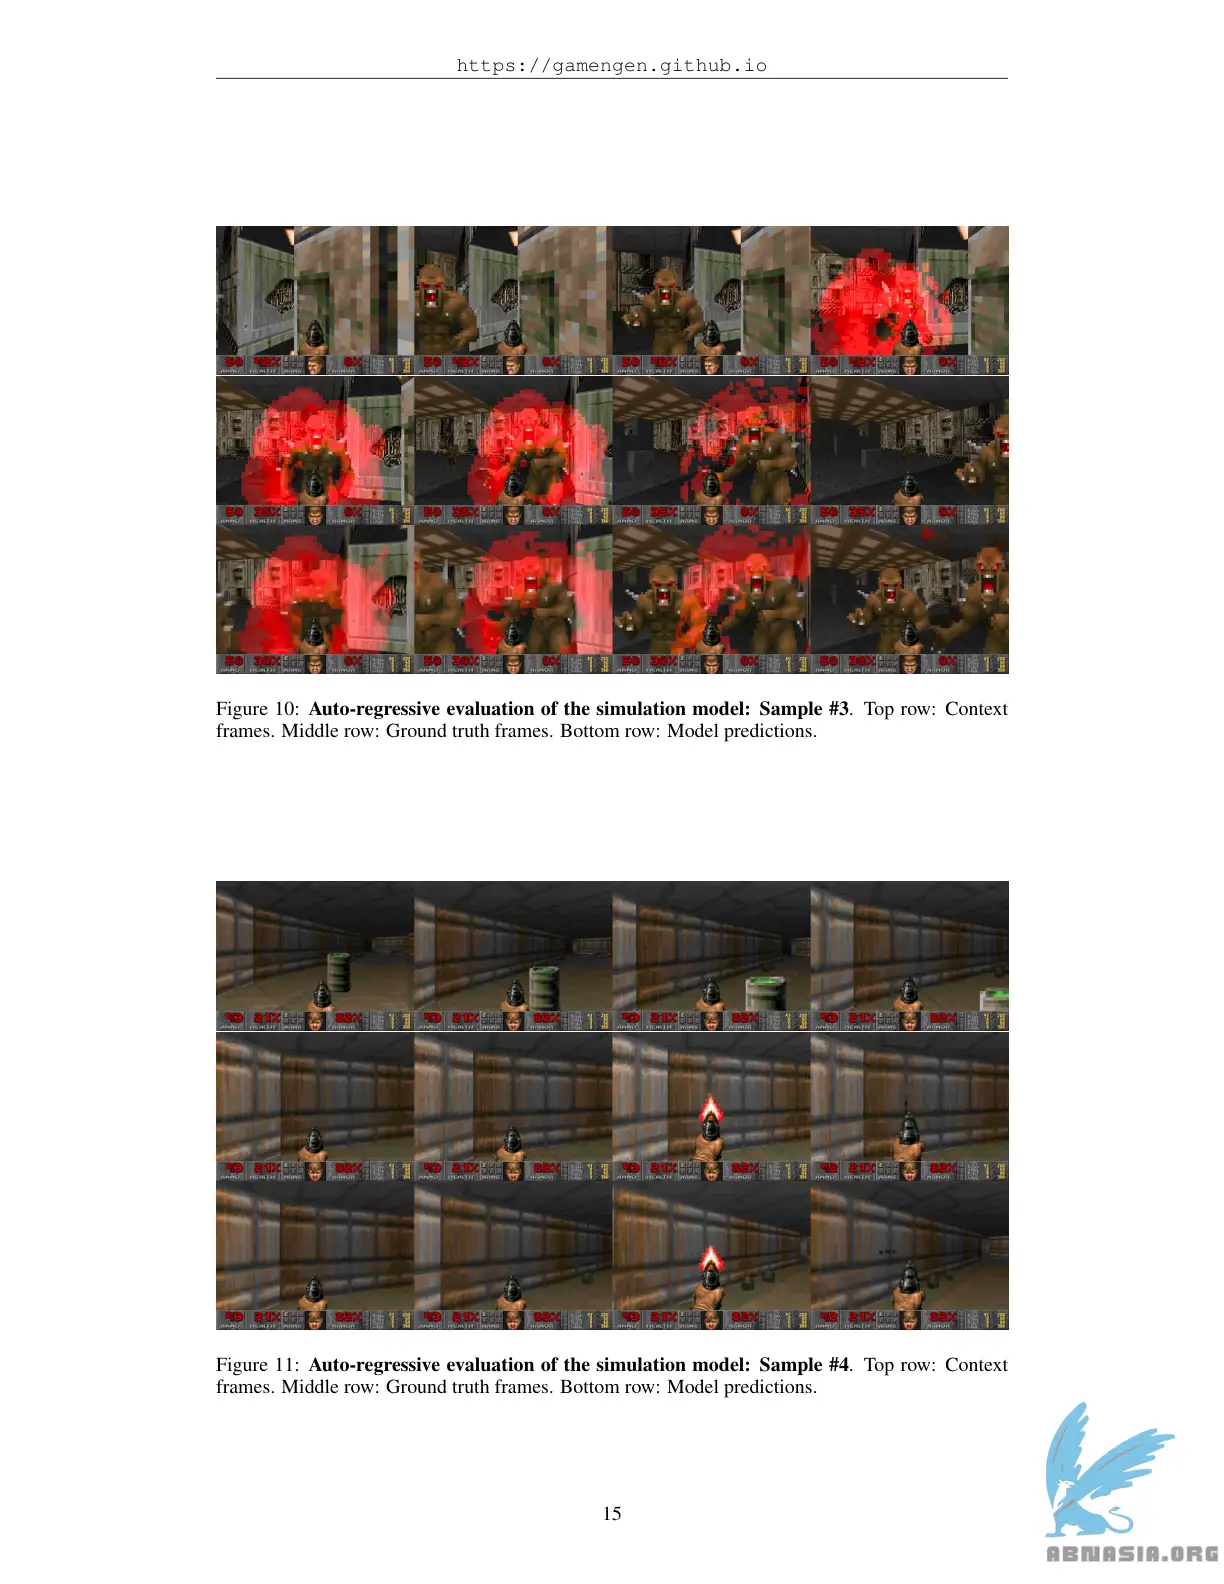 https://gamengen.github.io
Figure 10: Auto-regressive evaluation of the simulation model: Sample #3. Top row: Context
frames. Middle row: Ground truth frames. Bottom row: Model predictions.
Figure 11: Auto-regressive evaluation of the simulation model: Sample #4. Top row: Context
frames. Middle row: Ground truth frames. Bottom row: Model predictions.
15
ABNASIA.ORG